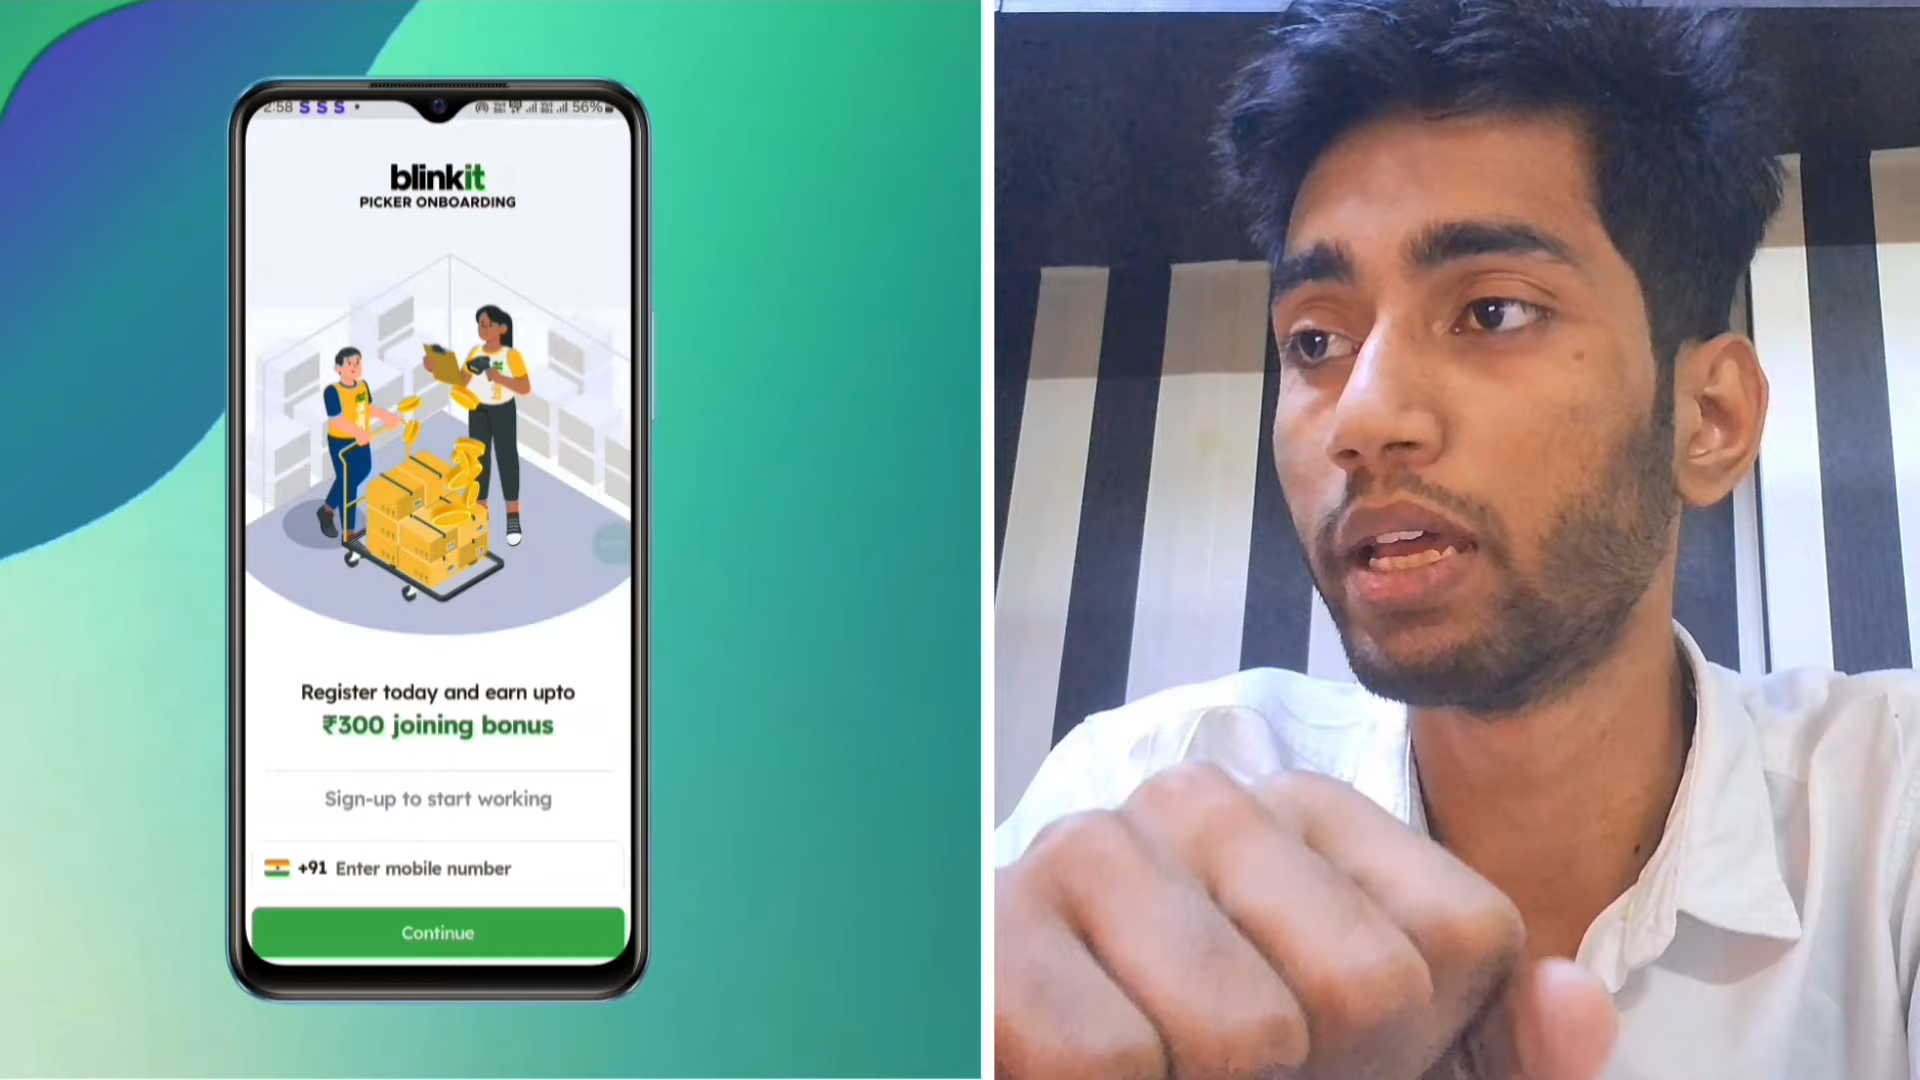 2:58 S S S • 56%
blinkit
PICKER ONBOARDING
Register today and earn upto
₹300 joining bonus
Sign-up to start working
+91 Enter mobile number
Continue